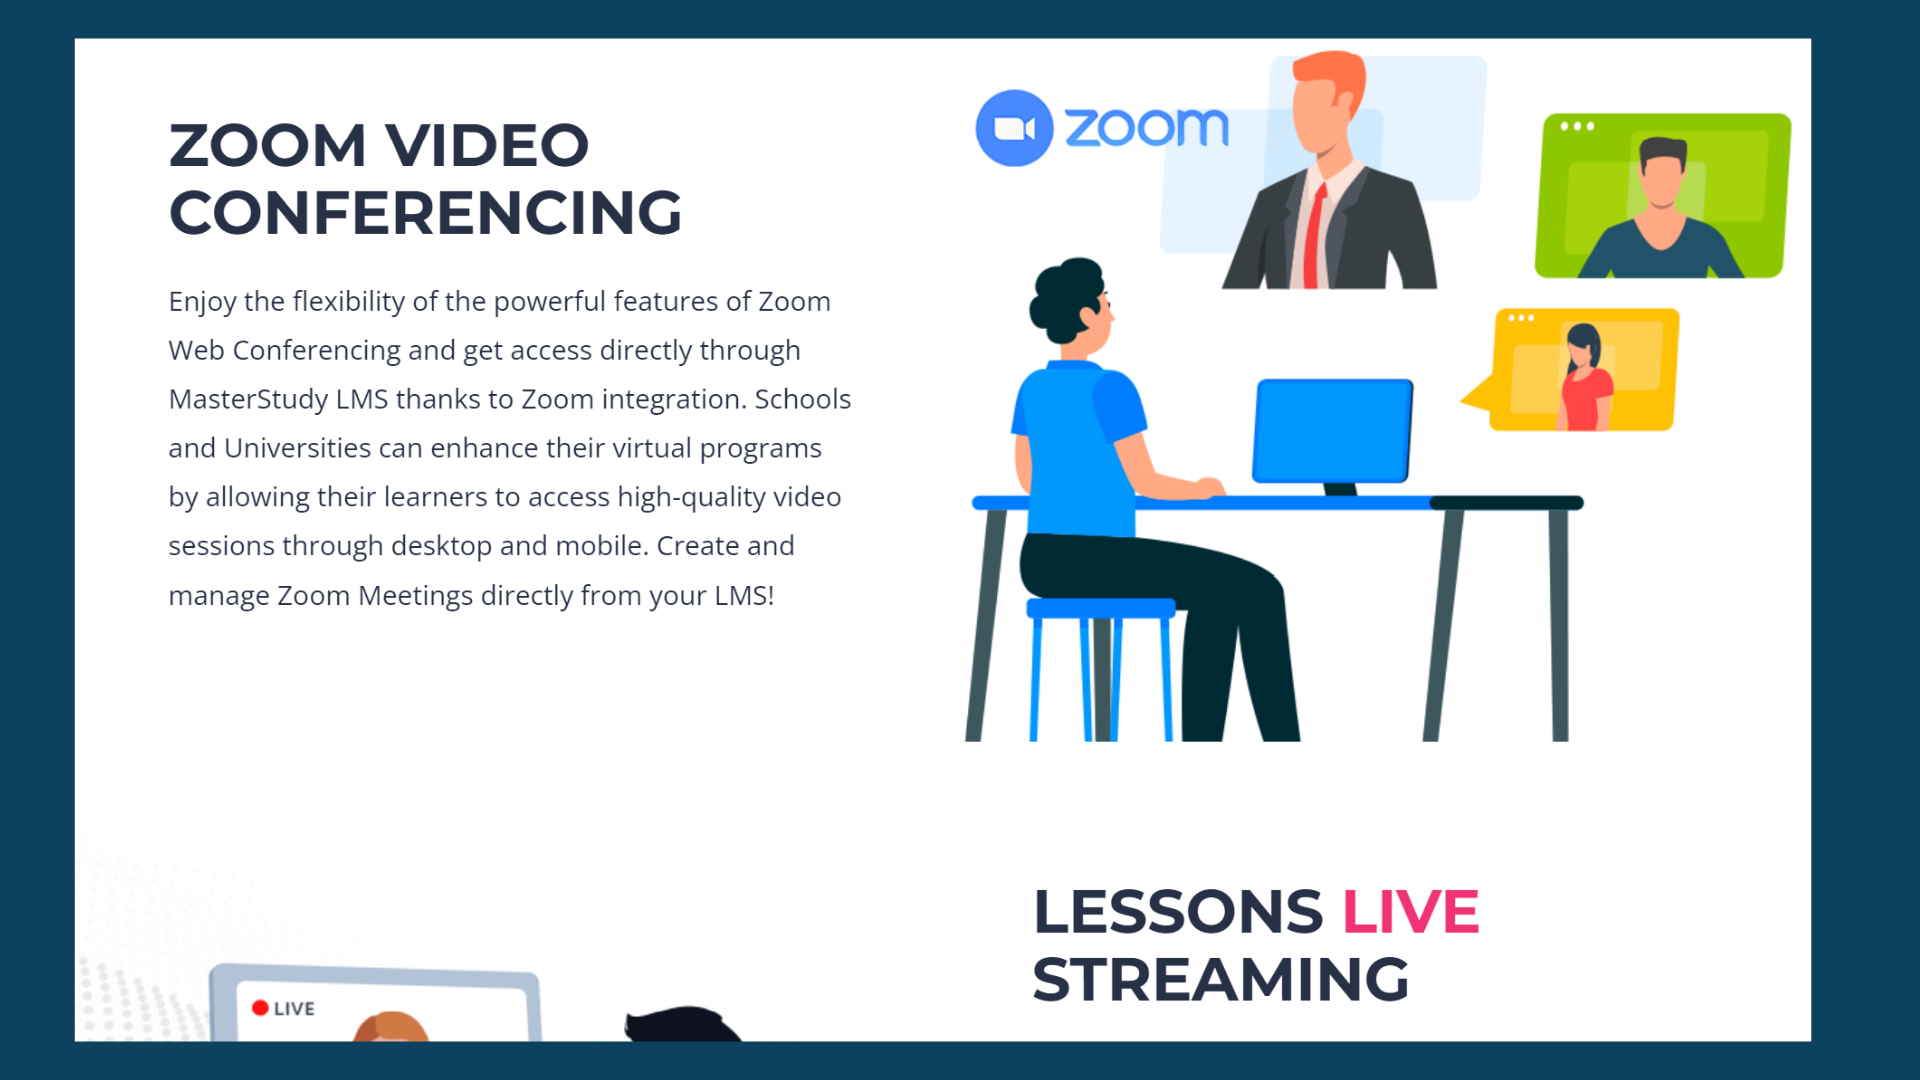 ZOOM VIDEO
CONFERENCING
Enjoy the flexibility of the powerful features of Zoom
Web Conferencing and get access directly through
MasterStudy LMS thanks to Zoom integration. Schools
and Universities can enhance their virtual programs
by allowing their learners to access high-quality video
sessions through desktop and mobile. Create and
manage Zoom Meetings directly from your LMS!
zoom
LESSONS LIVE
STREAMING
LIVE